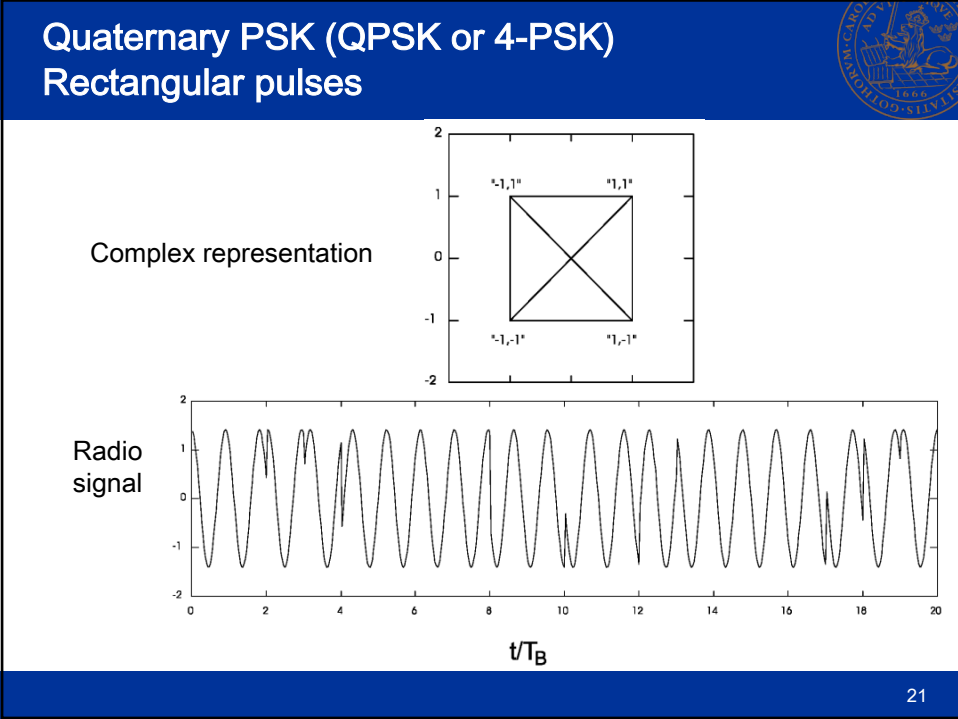 Quaternary PSK (QPSK or 4-PSK)
Rectangular pulses
2
"-1,1" "1,1"
1
Complex representation
0
-1
"-1,-1" "1,-1"
-2
Radio
signal
2
1
0
-1
-2
0 2 4 6 8 10 12 14 16 18 20
t/TB
21
1666